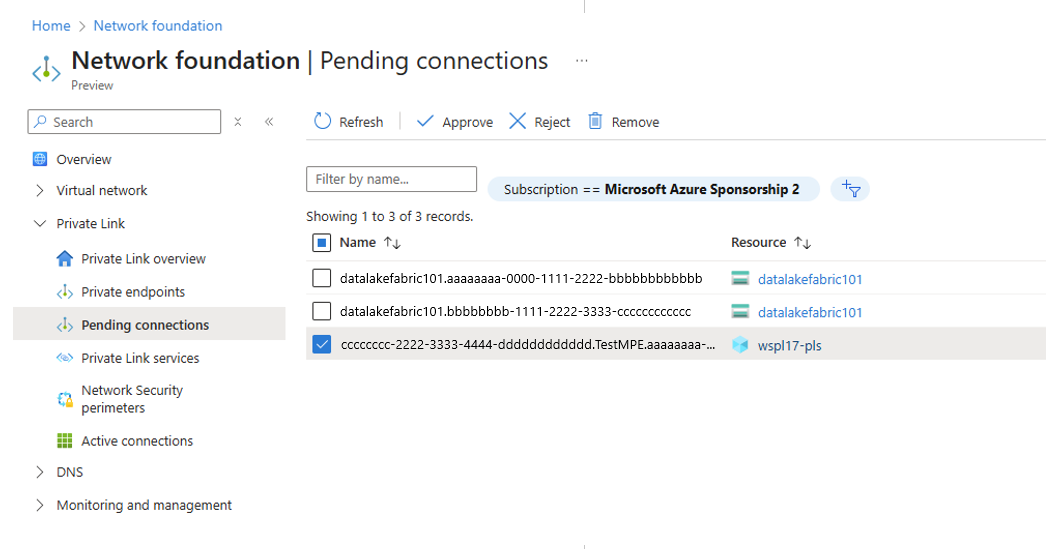 Home > Network foundation
Network foundation | Pending connections ...
Preview
Search
Refresh Approve Reject Remove
Overview
Virtual network
Private Link
Private Link overview
Private endpoints
Pending connections
Private Link services
Network Security
perimeters
Active connections
DNS
Monitoring and management
Filter by name...
Subscription == Microsoft Azure Sponsorship 2
Showing 1 to 3 of 3 records.
Name ↑↓ Resource ↑↓
datalakefabric101.aaaaaaaa-0000-1111-2222-bbbbbbbbbbbb datalakefabric101
datalakefabric101.bbbbbbbb-1111-2222-3333-cccccccccccc datalakefabric101
cccccccc-2222-3333-4444-dddddddddddd.TestMPE.aaaaaaaa-... wspl17-pls